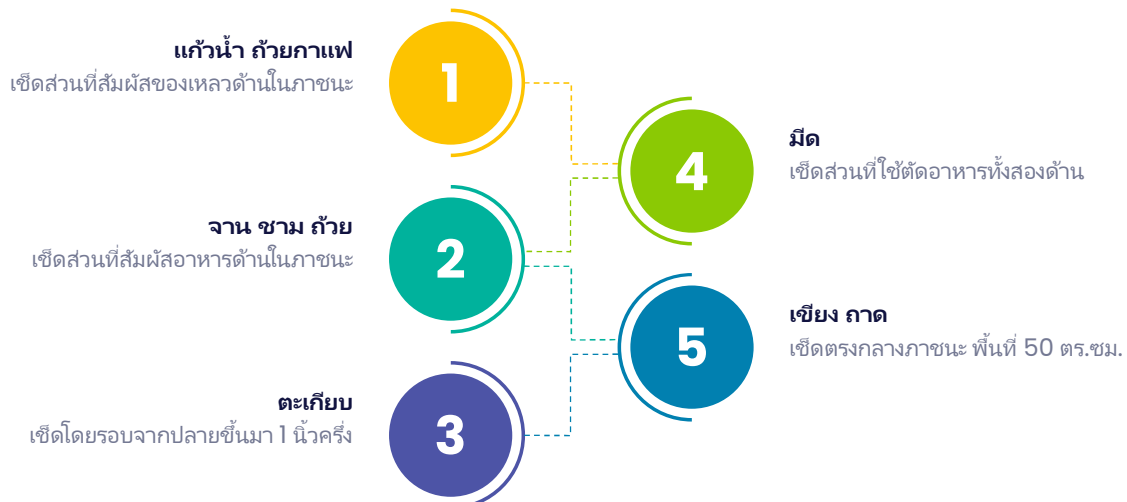 1
แก้วน้ำ ถ้วยกาแฟ
เช็ดส่วนที่สัมผัสของเหลวด้านในภาชนะ
2
จาน ชาม ถ้วย
เช็ดส่วนที่สัมผัสอาหารด้านในภาชนะ
3
ตะเกียบ
เช็ดโดยรอบจากปลายขึ้นมา 1 นิ้วครึ่ง
4
มีด
เช็ดส่วนที่ใช้ตัดอาหารทั้งสองด้าน
5
เขียง ถาด
เช็ดตรงกลางภาชนะ พื้นที่ 50 ตร.ซม.